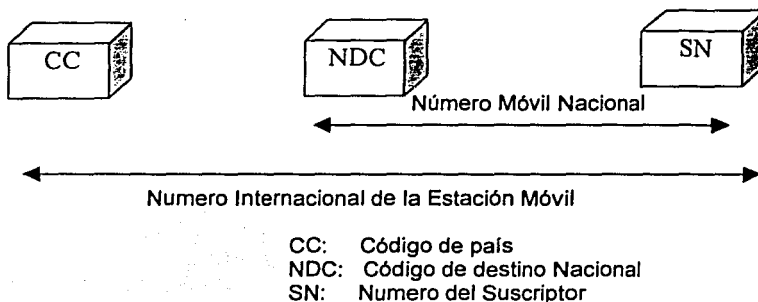 CC NDC SN
Número Móvil Nacional
Numero Internacional de la Estación Móvil
CC: Código de país
NDC: Código de destino Nacional
SN: Numero del Suscriptor